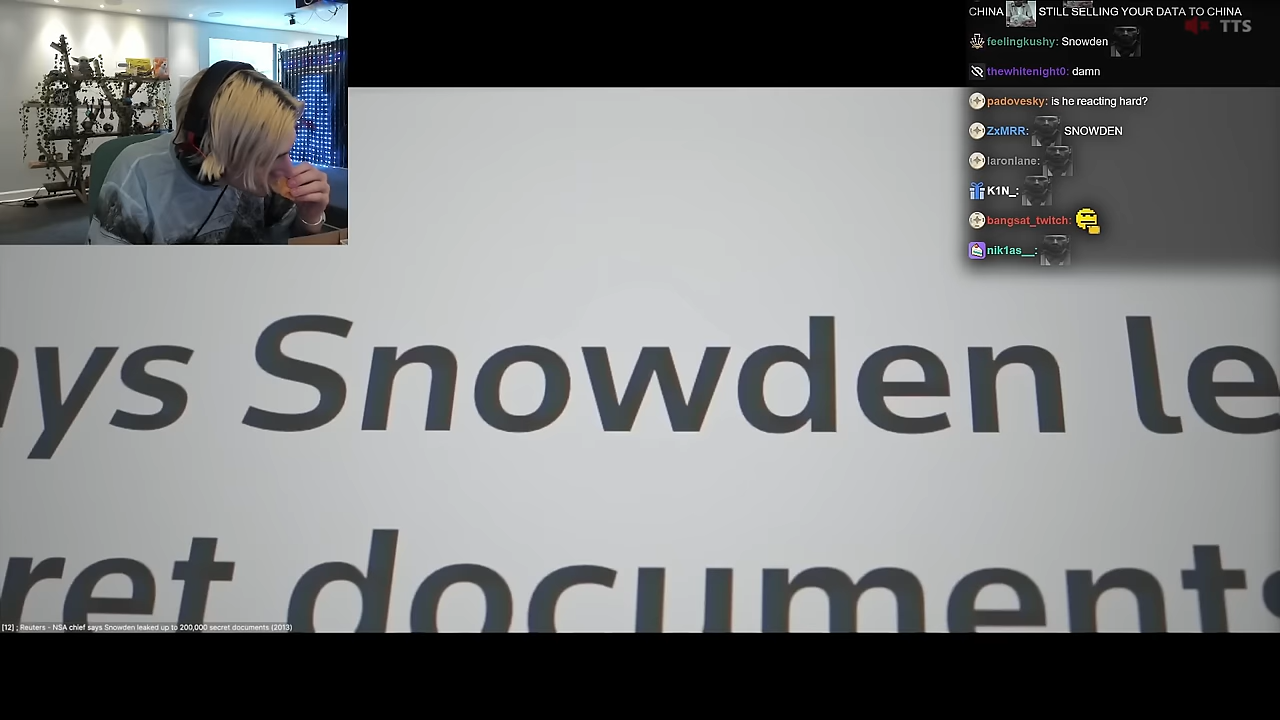 CHINA STILL SELLING YOUR DATA TO CHINA
TTS
feelingkushy: Snowden
thewhitenight0: damn
padovesky: is he reacting hard?
ZxMRR: SNOWDEN
laronlane:
K1N_:
bangsat_twitch:
nik1as__:
ays Snowden le
ret documents
[12] ; Reuters - NSA chief says Snowden leaked up to 200,000 secret documents (2013)